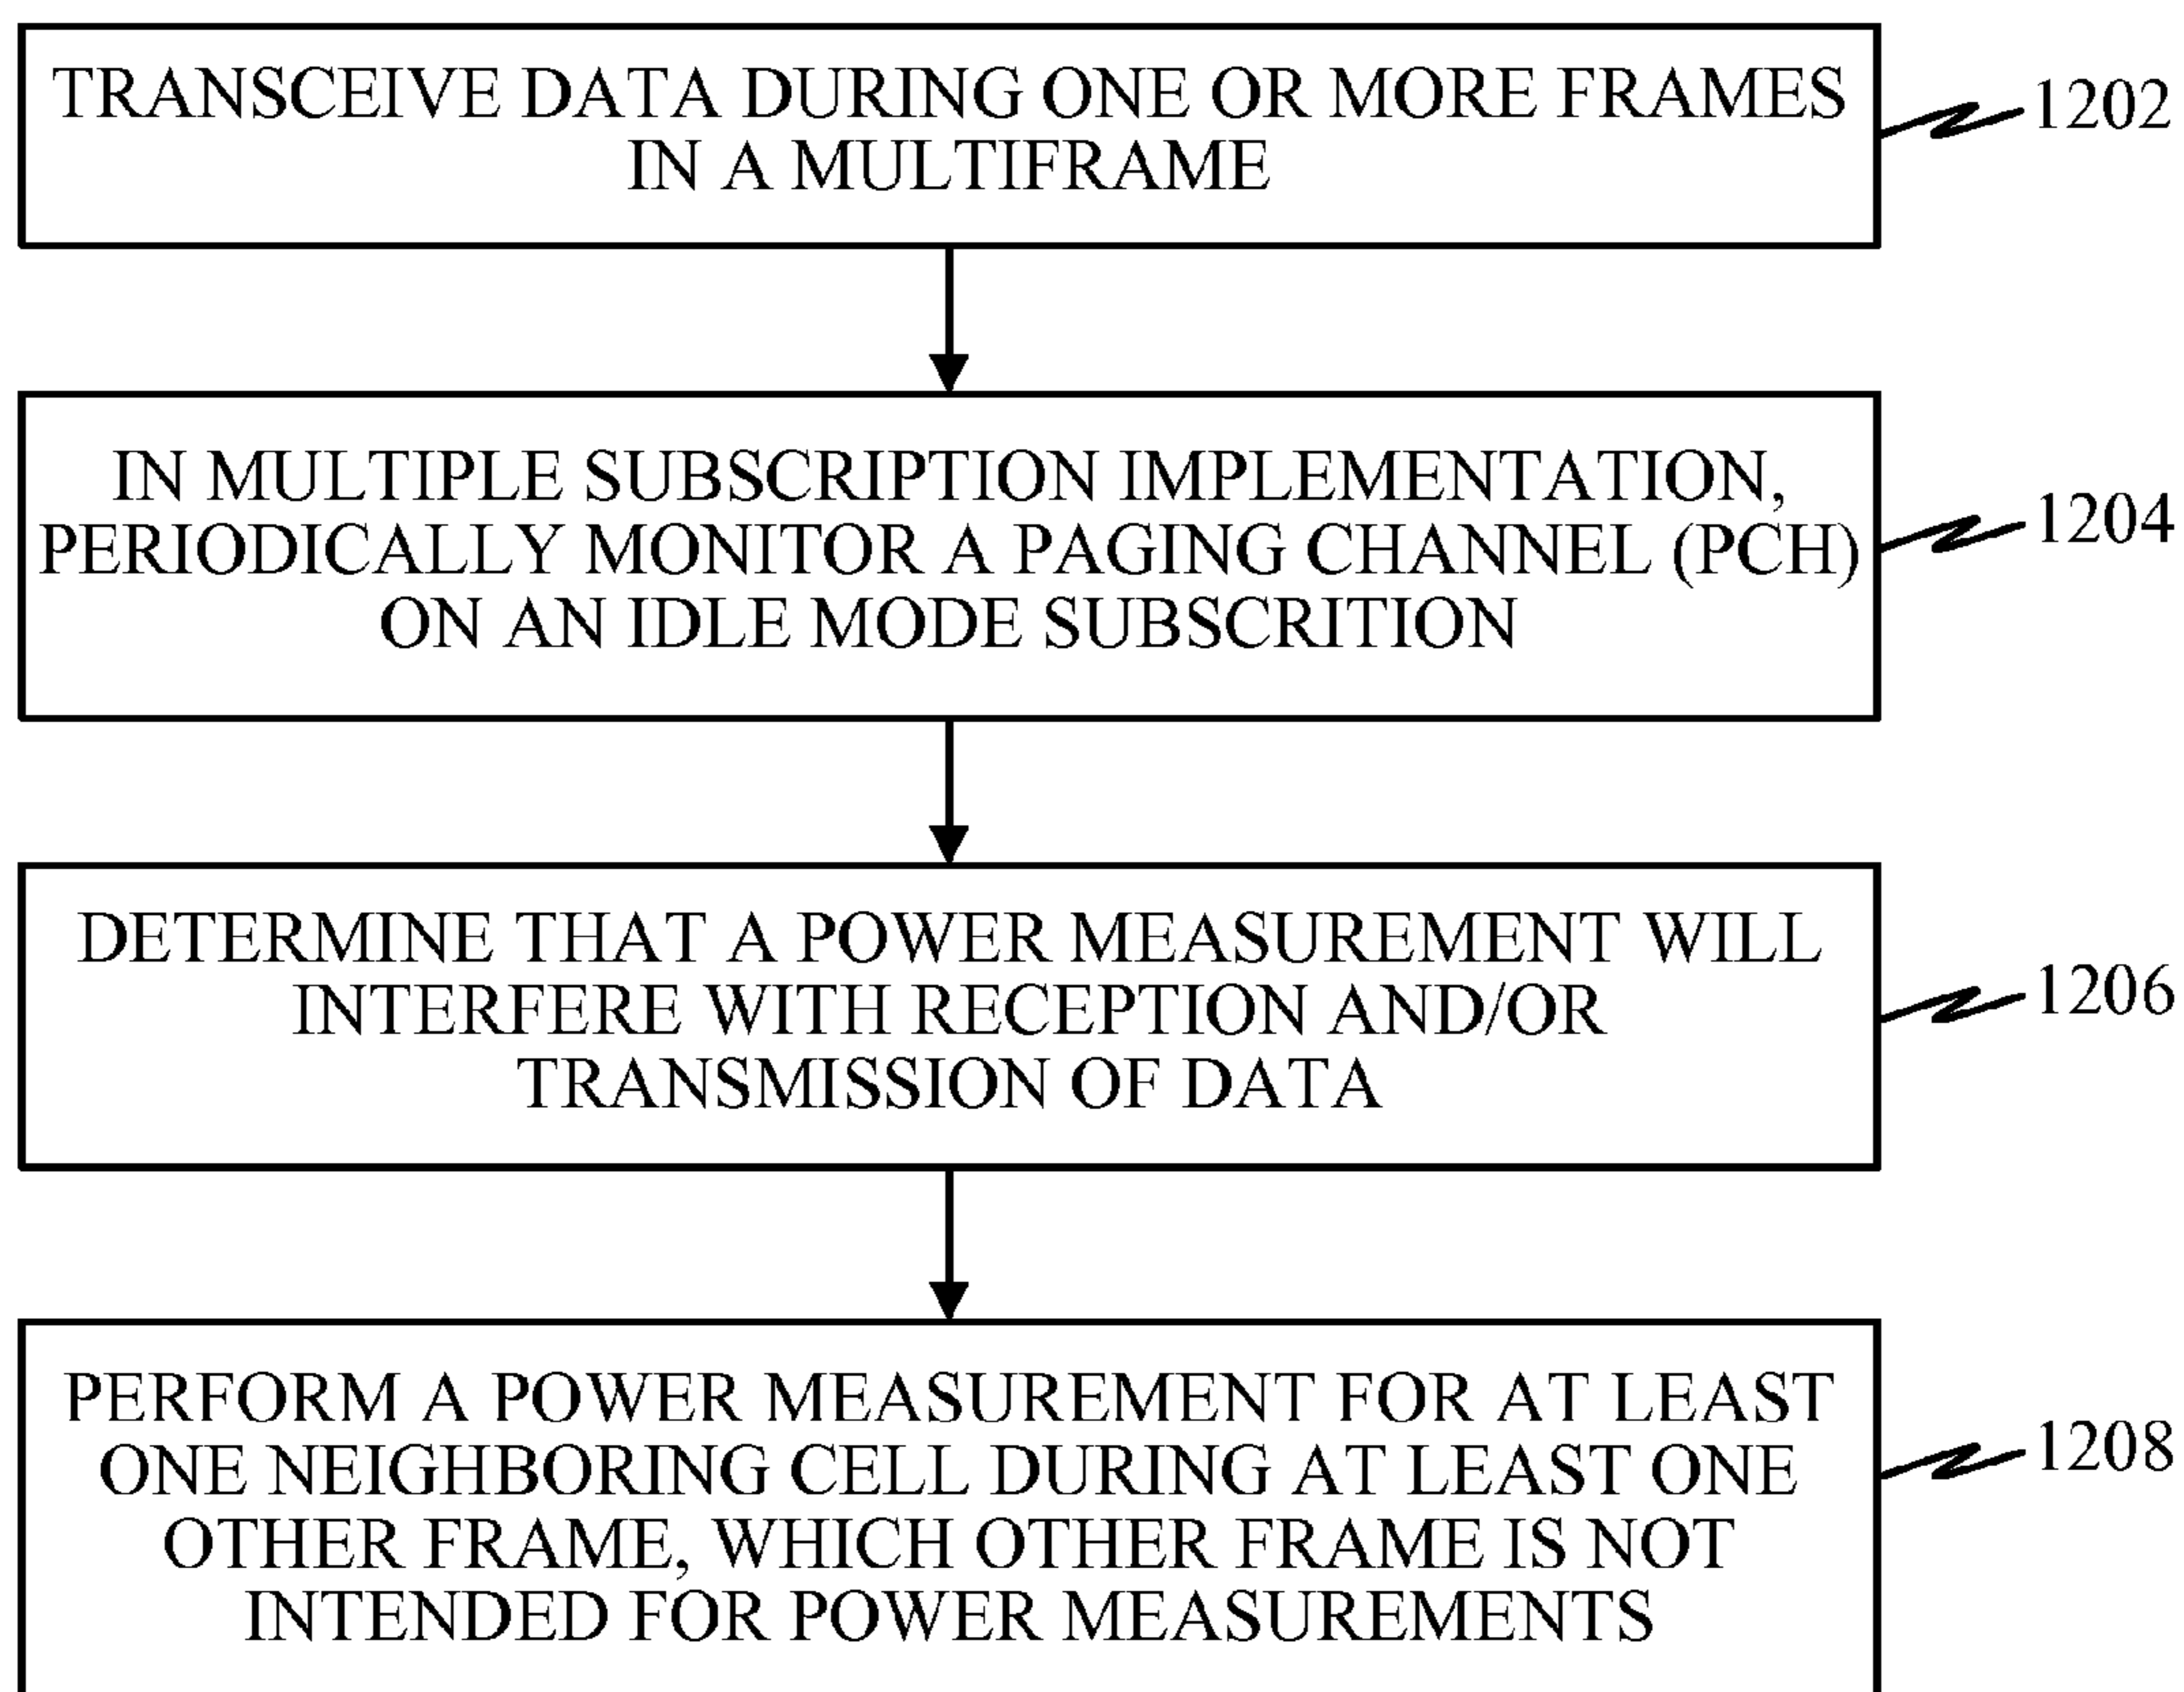 TRANSCEIVE DATA DURING ONE OR MORE FRAMES
IN A MULTIFRAME
1202
IN MULTIPLE SUBSCRIPTION IMPLEMENTATION,
PERIODICALLY MONITOR A PAGING CHANNEL (PCH)
ON AN IDLE MODE SUBSCRITION
1204
DETERMINE THAT A POWER MEASUREMENT WILL
INTERFERE WITH RECEPTION AND/OR
TRANSMISSION OF DATA
1206
PERFORM A POWER MEASUREMENT FOR AT LEAST
ONE NEIGHBORING CELL DURING AT LEAST ONE
OTHER FRAME, WHICH OTHER FRAME IS NOT
INTENDED FOR POWER MEASUREMENTS
1208